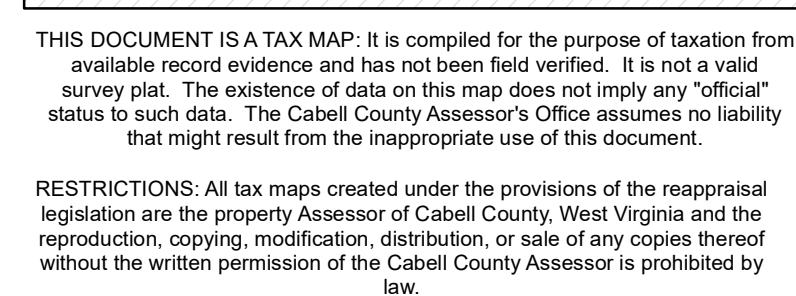 THIS DOCUMENT IS A TAX MAP: It is compiled for the purpose of taxation from
available record evidence and has not been field verified.  It is not a valid
survey plat.  The existence of data on this map does not imply any "official"
status to such data.  The Cabell County Assessor's Office assumes no liability
that might result from the inappropriate use of this document.
RESTRICTIONS: All tax maps created under the provisions of the reappraisal
legislation are the property Assessor of Cabell County, West Virginia and the
reproduction, copying, modification, distribution, or sale of any copies thereof
without the written permission of the Cabell County Assessor is prohibited by
law.